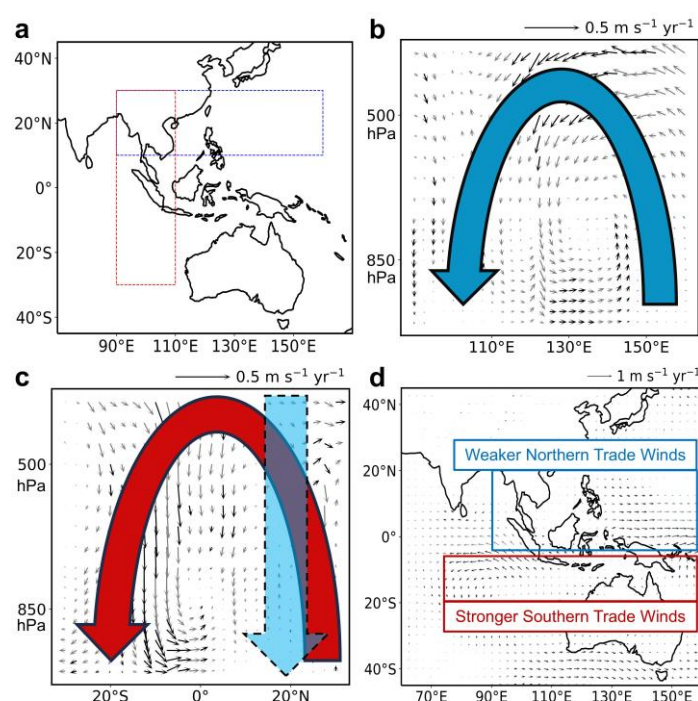 a
40°N
20°N
0°
20°S
40°S
90°E 110°E 130°E 150°E
b
0.5 m s⁻¹ yr⁻¹
500
hPa
850
hPa
110°E 130°E 150°E
c
0.5 m s⁻¹ yr⁻¹
500
hPa
850
hPa
20°S 0° 20°N
d
1 m s⁻¹ yr⁻¹
40°N
20°N
0°
20°S
40°S
Weaker Northern Trade Winds
Stronger Southern Trade Winds
70°E 90°E 110°E 130°E 150°E